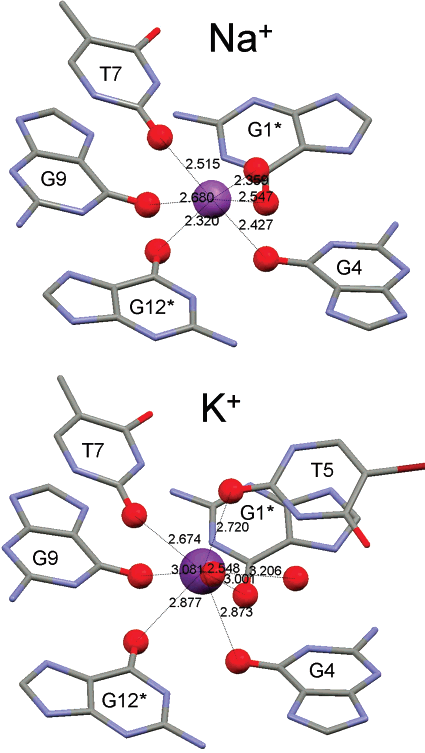 Na⁺
T7
G1*
2.515
G9
2.359
2.680
2.547
2.320
2.427
G4
G12*
K⁺
T7
T5
G1*
2.720
2.674
G9
3.081
2.548
3.206
3.001
2.877
2.873
G4
G12*